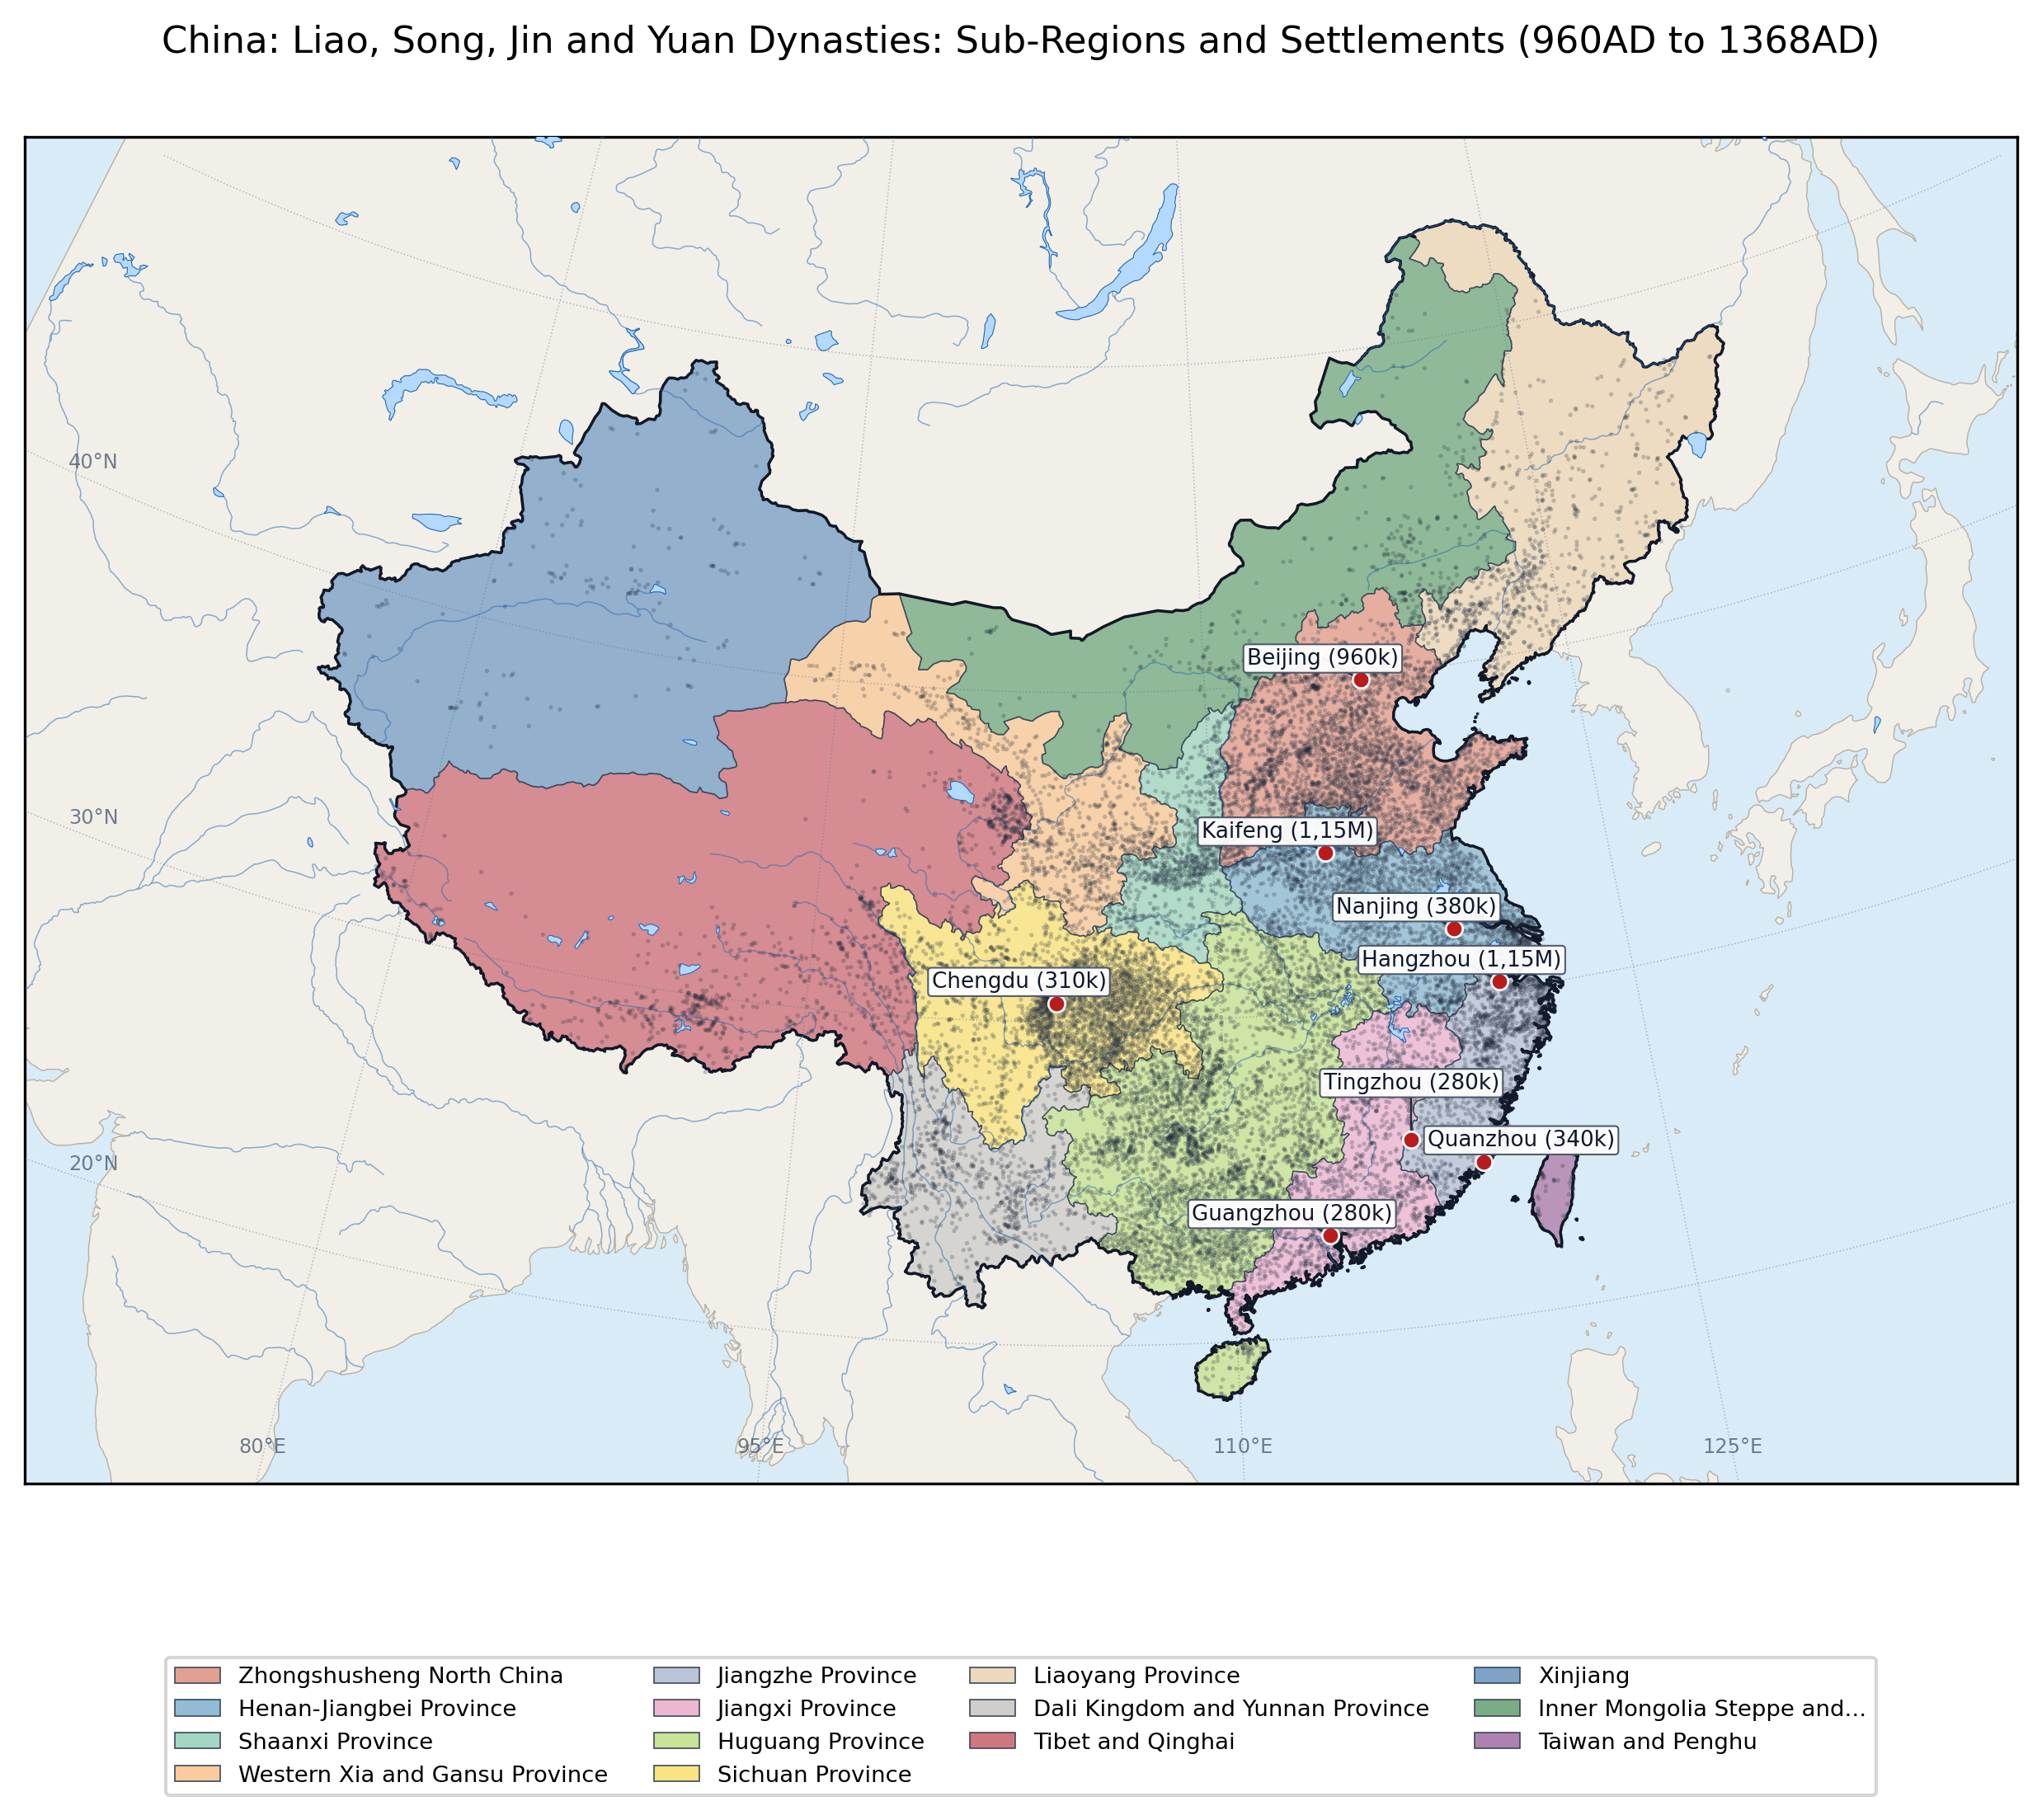 China: Liao, Song, Jin and Yuan Dynasties: Sub-Regions and Settlements (960AD to 1368AD)
40°N
30°N
20°N
80°E
95°E
110°E
125°E
Beijing (960k)
Kaifeng (1,15M)
Nanjing (380k)
Hangzhou (1,15M)
Chengdu (310k)
Tingzhou (280k)
Quanzhou (340k)
Guangzhou (280k)
Zhongshusheng North China
Henan-Jiangbei Province
Shaanxi Province
Western Xia and Gansu Province
Jiangzhe Province
Jiangxi Province
Huguang Province
Sichuan Province
Liaoyang Province
Dali Kingdom and Yunnan Province
Tibet and Qinghai
Xinjiang
Inner Mongolia Steppe and...
Taiwan and Penghu